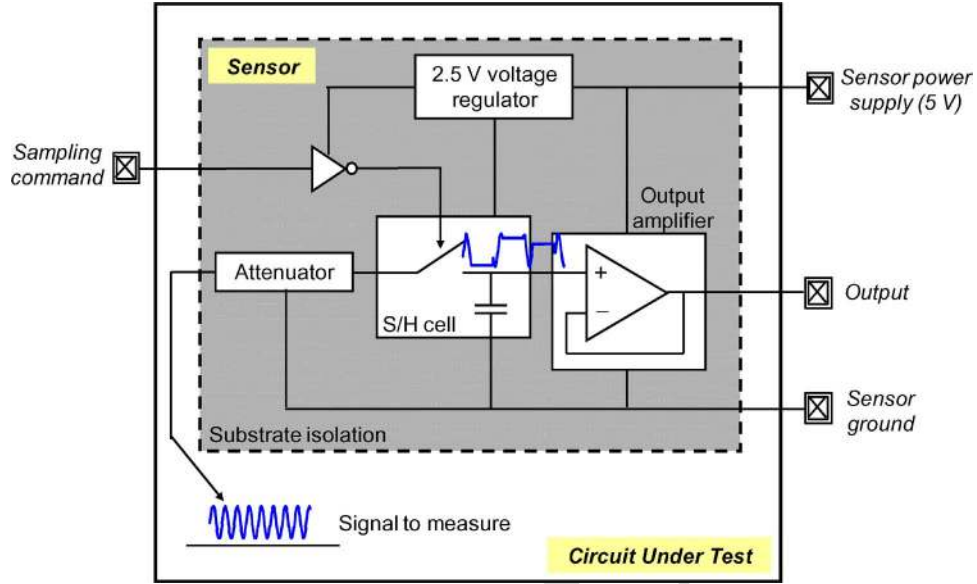 Sensor
2.5 V voltage
regulator
Sensor power
supply (5 V)
Sampling
command
Output
amplifier
Attenuator
+
−
Output
S/H cell
Sensor
ground
Substrate isolation
Signal to measure
Circuit Under Test